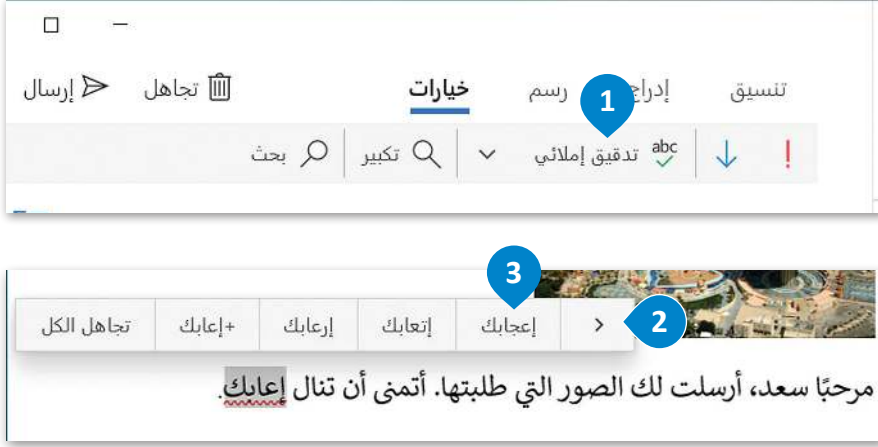 تنسيق إدراج رسم خيارات تجاهل إرسال
1
! abc تدقيق إملائي تكبير بحث
3
2
إعجابك إتعابك إرعابك +إعابك تجاهل الكل
مرحبًا سعد، أرسلت لك الصور التي طلبتها. أتمنى أن تنال إعابك.